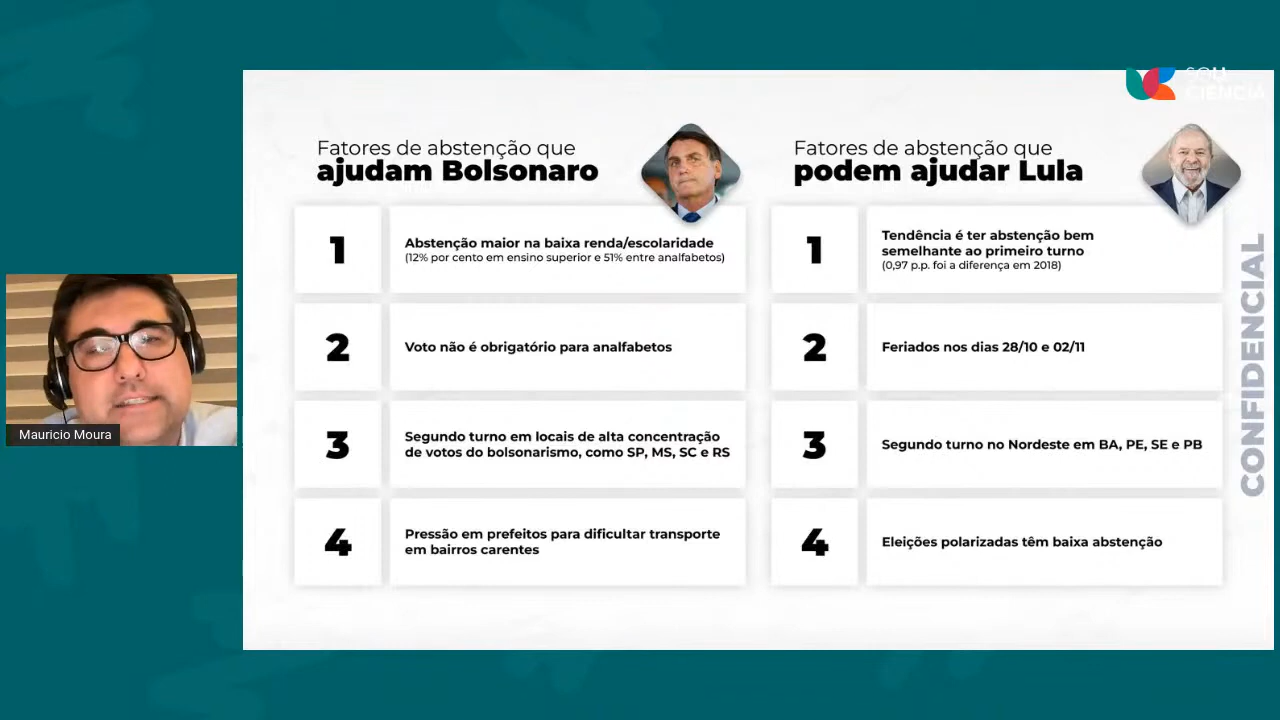 SOU
CIÊNCIA
Fatores de abstenção que
ajudam Bolsonaro
1
Abstenção maior na baixa renda/escolaridade
(12% por cento em ensino superior e 51% entre analfabetos)
2
Voto não é obrigatório para analfabetos
3
Segundo turno em locais de alta concentração
de votos do bolsonarismo, como SP, MS, SC e RS
4
Pressão em prefeitos para dificultar transporte
em bairros carentes
Fatores de abstenção que
podem ajudar Lula
1
Tendência é ter abstenção bem
semelhante ao primeiro turno
(0,97 p.p. foi a diferença em 2018)
2
Feriados nos dias 28/10 e 02/11
3
Segundo turno no Nordeste em BA, PE, SE e PB
4
Eleições polarizadas têm baixa abstenção
CONFIDENCIAL
Mauricio Moura